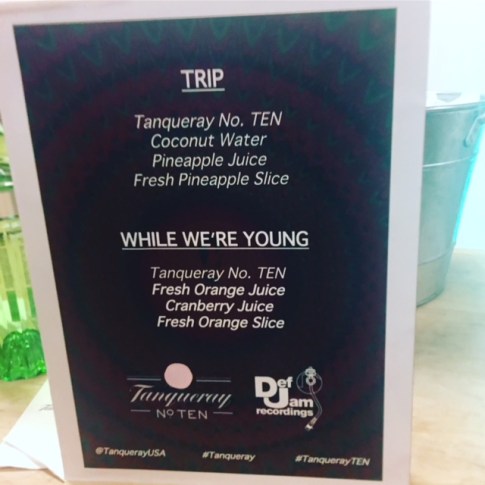 TRIP
Tanqueray No. TEN
Coconut Water
Pineapple Juice
Fresh Pineapple Slice
WHILE WE'RE YOUNG
Tanqueray No. TEN
Fresh Orange Juice
Cranberry Juice
Fresh Orange Slice
Tanqueray
Nº TEN
Def
Jam
recordings
@TanquerayUSA #Tanqueray #TanquerayTEN